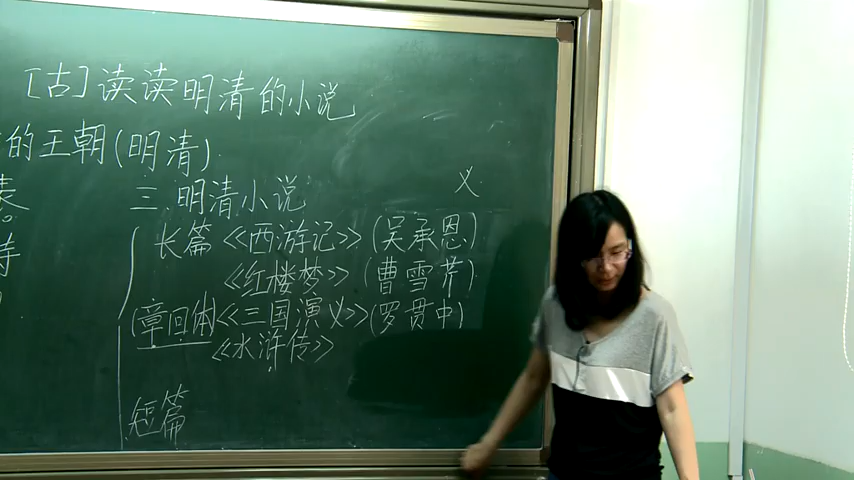 [古]读读明清的小说
的王朝(明清)
三.明清小说
义
长篇《西游记》(吴承恩)
《红楼梦》(曹雪芹)
(章回体)《三国演义》(罗贯中)
《水浒传》
短篇